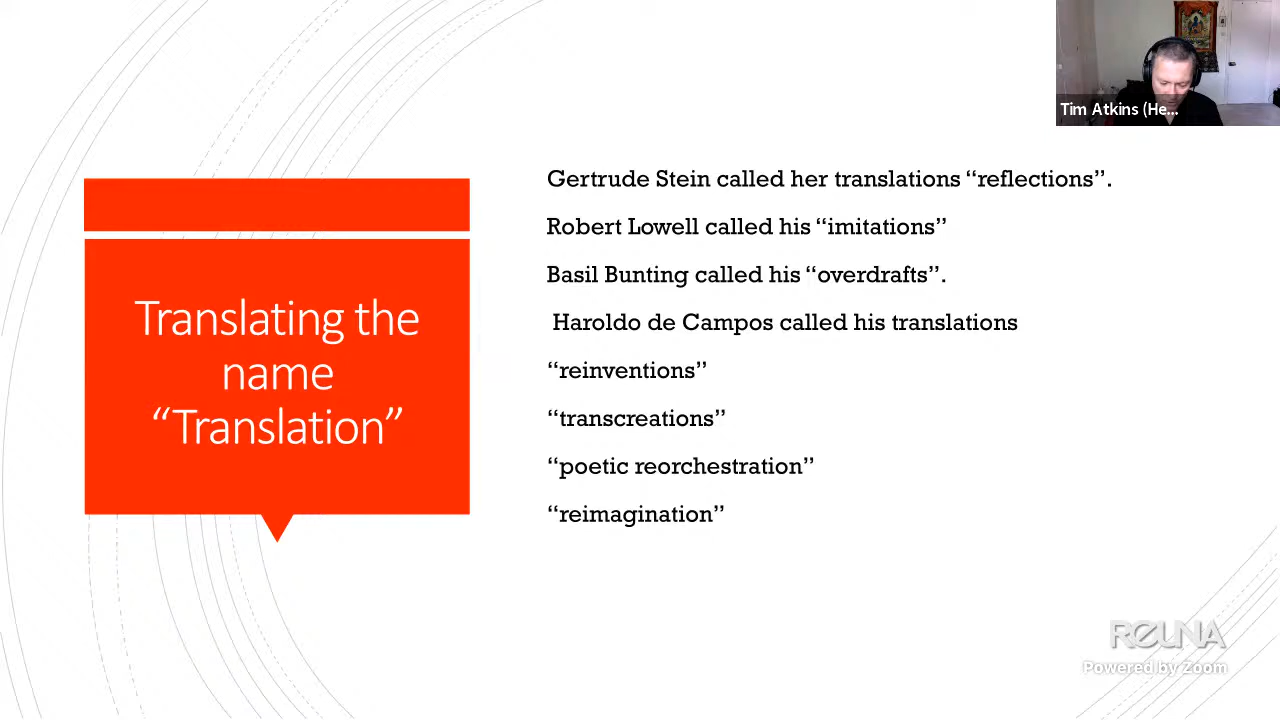 Tim Atkins (He...
Gertrude Stein called her translations “reflections”.
Robert Lowell called his “imitations”
Basil Bunting called his “overdrafts”.
Haroldo de Campos called his translations
“reinventions”
“transcreations”
“poetic reorchestration”
“reimagination”
Translating the
name
“Translation”
REUNA
Powered by Zoom